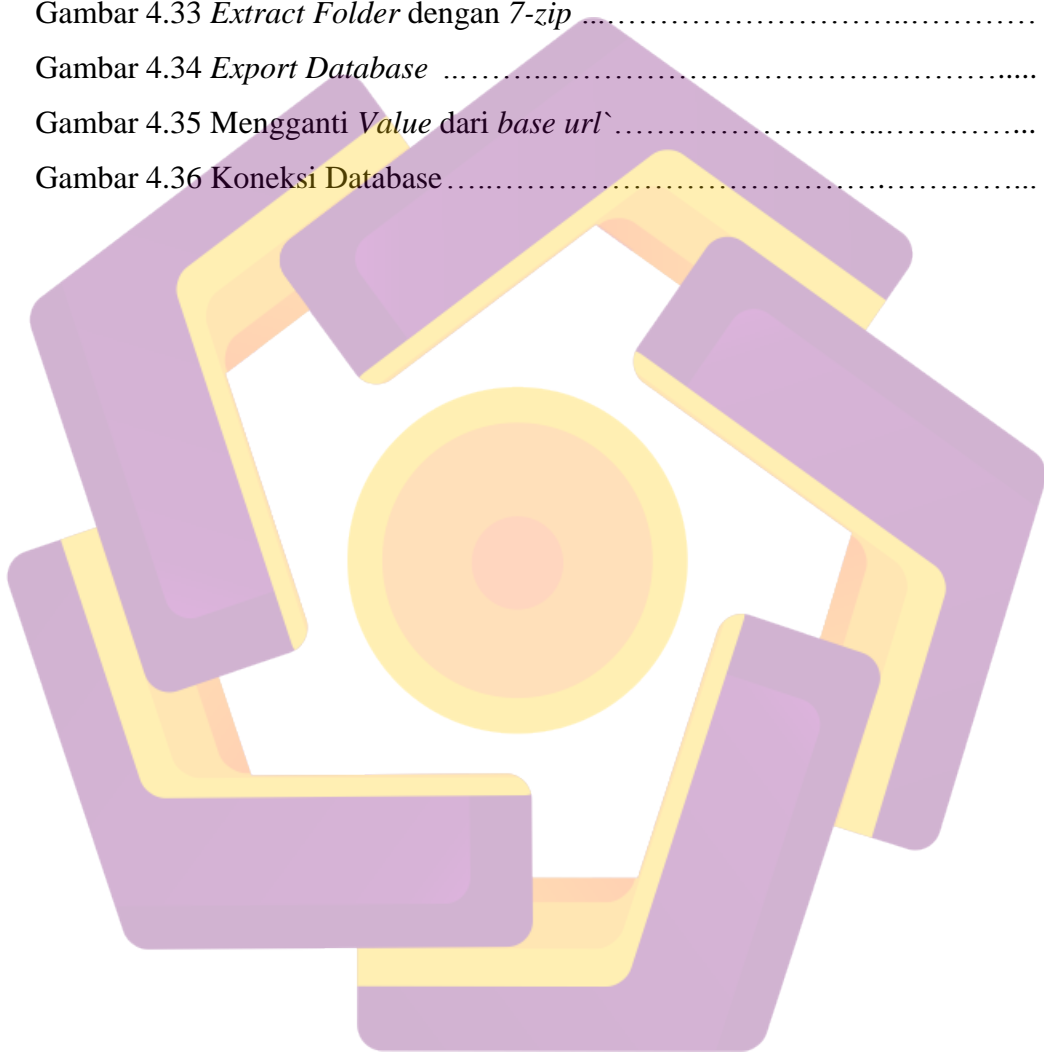 Gambar 4.33 Extract Folder dengan 7-zip ...……………………………..…………
Gambar 4.34 Export Database ...………...……………………………………….....
Gambar 4.35 Mengganti Value dari base url`…………………………..…………...
Gambar 4.36 Koneksi Database…...……………………………………….…………...